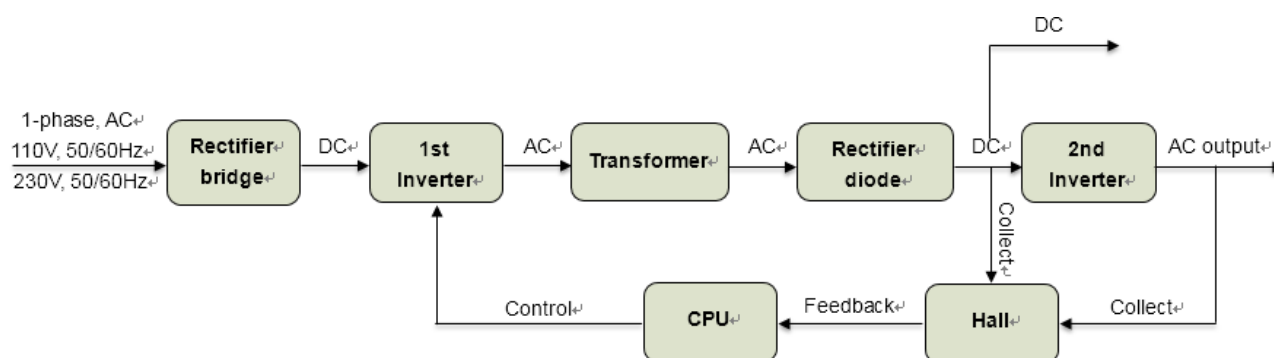 DC
1-phase, AC↵
110V, 50/60Hz↵
230V, 50/60Hz↵
Rectifier
bridge↵
DC↵
1st
Inverter↵
AC↵
Transformer↵
AC↵
Rectifier
diode↵
DC↵
2nd
Inverter↵
AC output↵
Collect↵
Control↵
CPU↵
Feedback↵
Hall↵
Collect↵